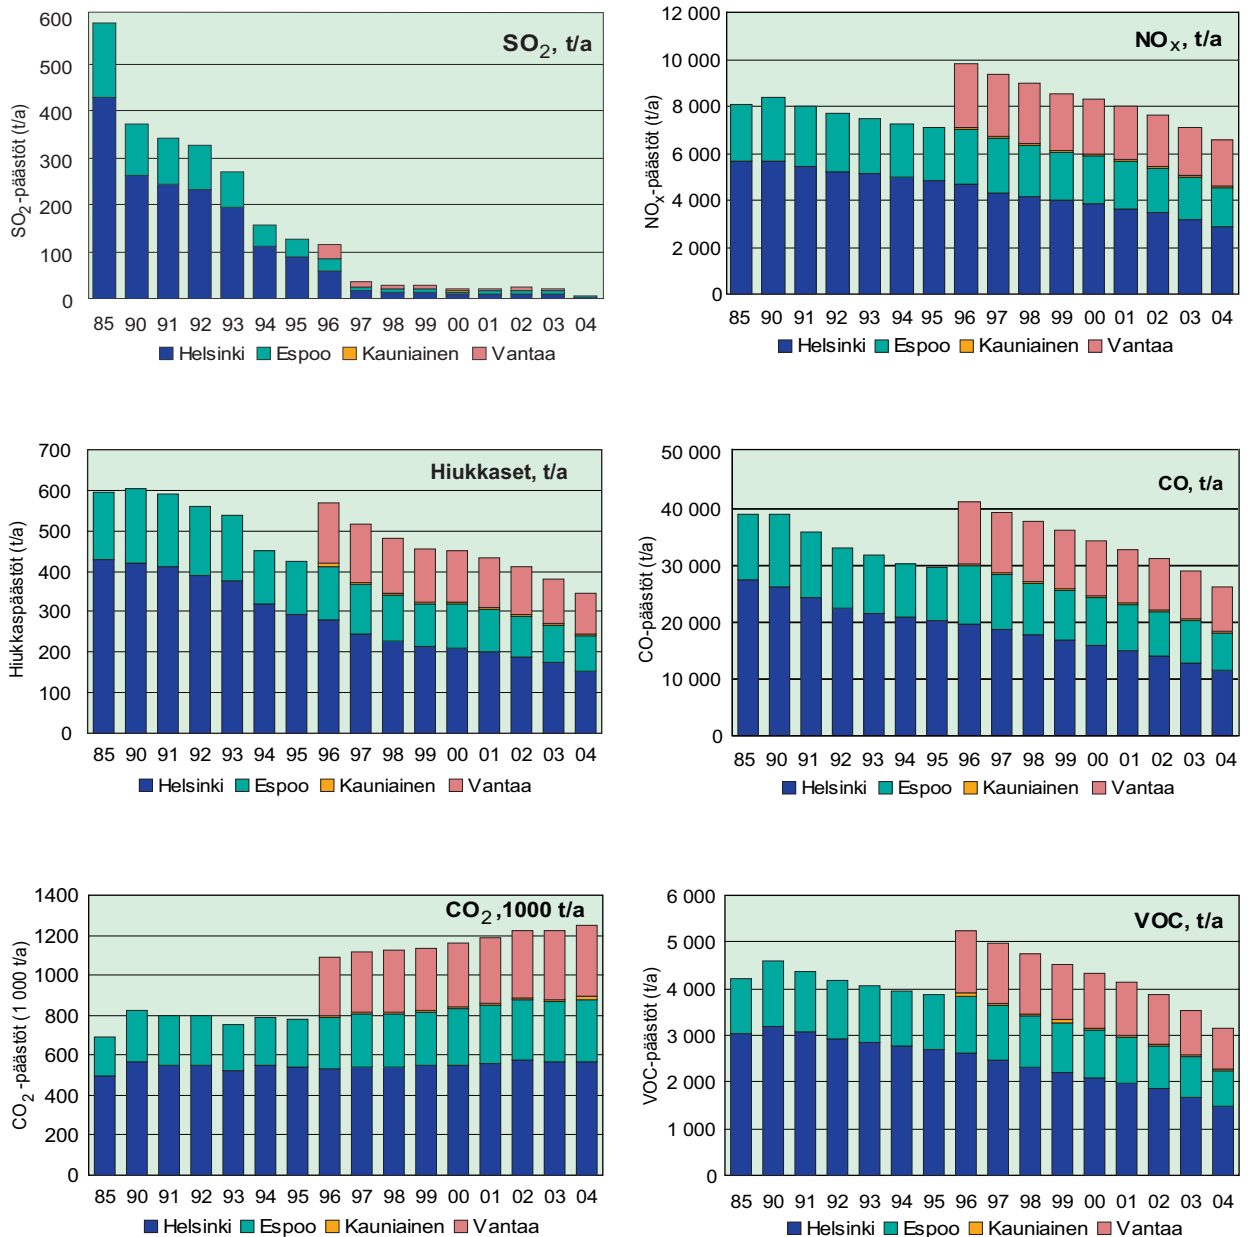 SO2, t/a
SO2-päästöt (t/a)
600
500
400
300
200
100
0
85 90 91 92 93 94 95 96 97 98 99 00 01 02 03 04
Helsinki Espoo Kauniainen Vantaa
NOx, t/a
NOx-päästöt (t/a)
12 000
10 000
8 000
6 000
4 000
2 000
0
85 90 91 92 93 94 95 96 97 98 99 00 01 02 03 04
Helsinki Espoo Kauniainen Vantaa
Hiukkaset, t/a
Hiukkaspäästöt (t/a)
700
600
500
400
300
200
100
0
85 90 91 92 93 94 95 96 97 98 99 00 01 02 03 04
Helsinki Espoo Kauniainen Vantaa
CO, t/a
CO-päästöt (t/a)
50 000
40 000
30 000
20 000
10 000
0
85 90 91 92 93 94 95 96 97 98 99 00 01 02 03 04
Helsinki Espoo Kauniainen Vantaa
CO2 ,1000 t/a
CO2 -päästöt (1 000 t/a)
1400
1200
1000
800
600
400
200
0
85 90 91 92 93 94 95 96 97 98 99 00 01 02 03 04
Helsinki Espoo Kauniainen Vantaa
VOC, t/a
VOC-päästöt (t/a)
6 000
5 000
4 000
3 000
2 000
1 000
0
85 90 91 92 93 94 95 96 97 98 99 00 01 02 03 04
Helsinki Espoo Kauniainen Vantaa